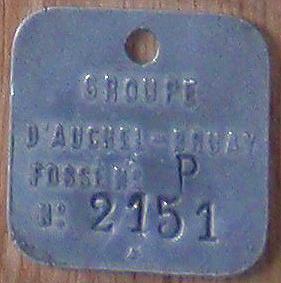 GROUPE
D'AUCHEL-BRUAY
FOSSE N° P
N: 2151